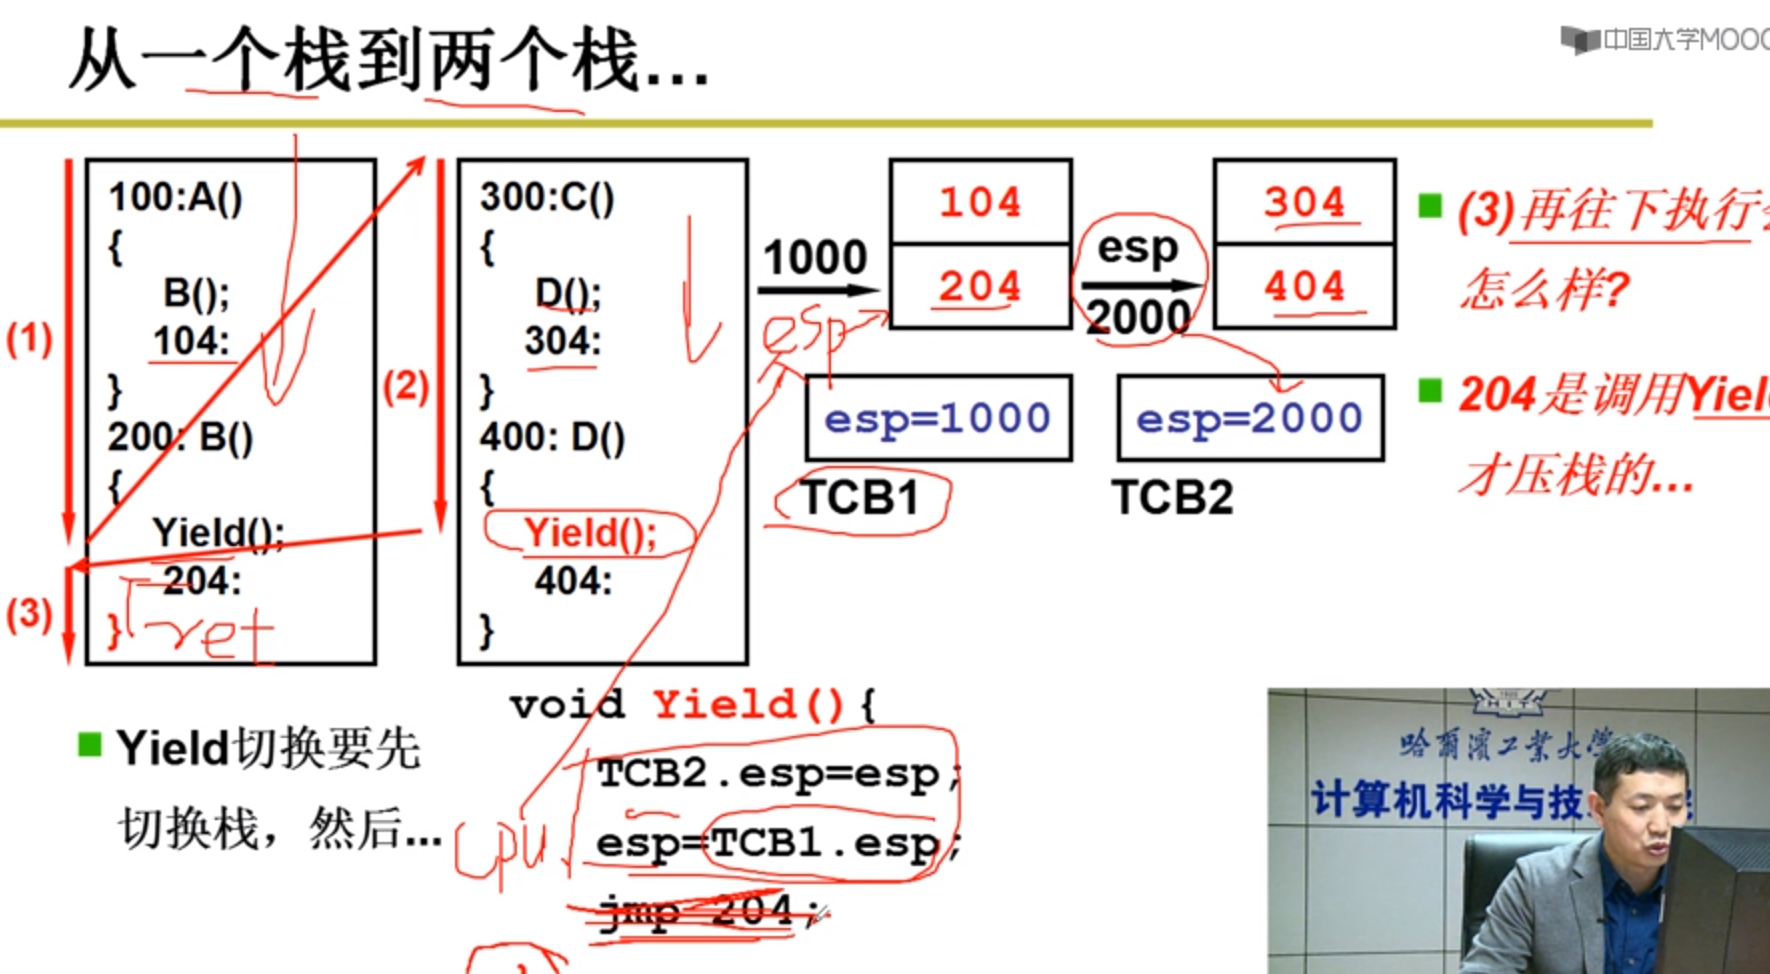 从一个栈到两个栈...
中国大学MOOC
(1)
100:A()
{
B();
104:
}
200: B()
{
Yield();
204:
}
ret
(3)
(2)
300:C()
{
D();
304:
}
400: D()
{
Yield();
404:
}
1000
esp
104
204
esp
2000
304
404
esp=1000
TCB1
esp=2000
TCB2
(3)再往下执行
怎么样?
204是调用Yiel
才压栈的...
Yield切换要先
切换栈，然后...
cpu
void Yield(){
TCB2.esp=esp;
esp=TCB1.esp;
jmp 204;
哈尔滨工业大学
计算机科学与技